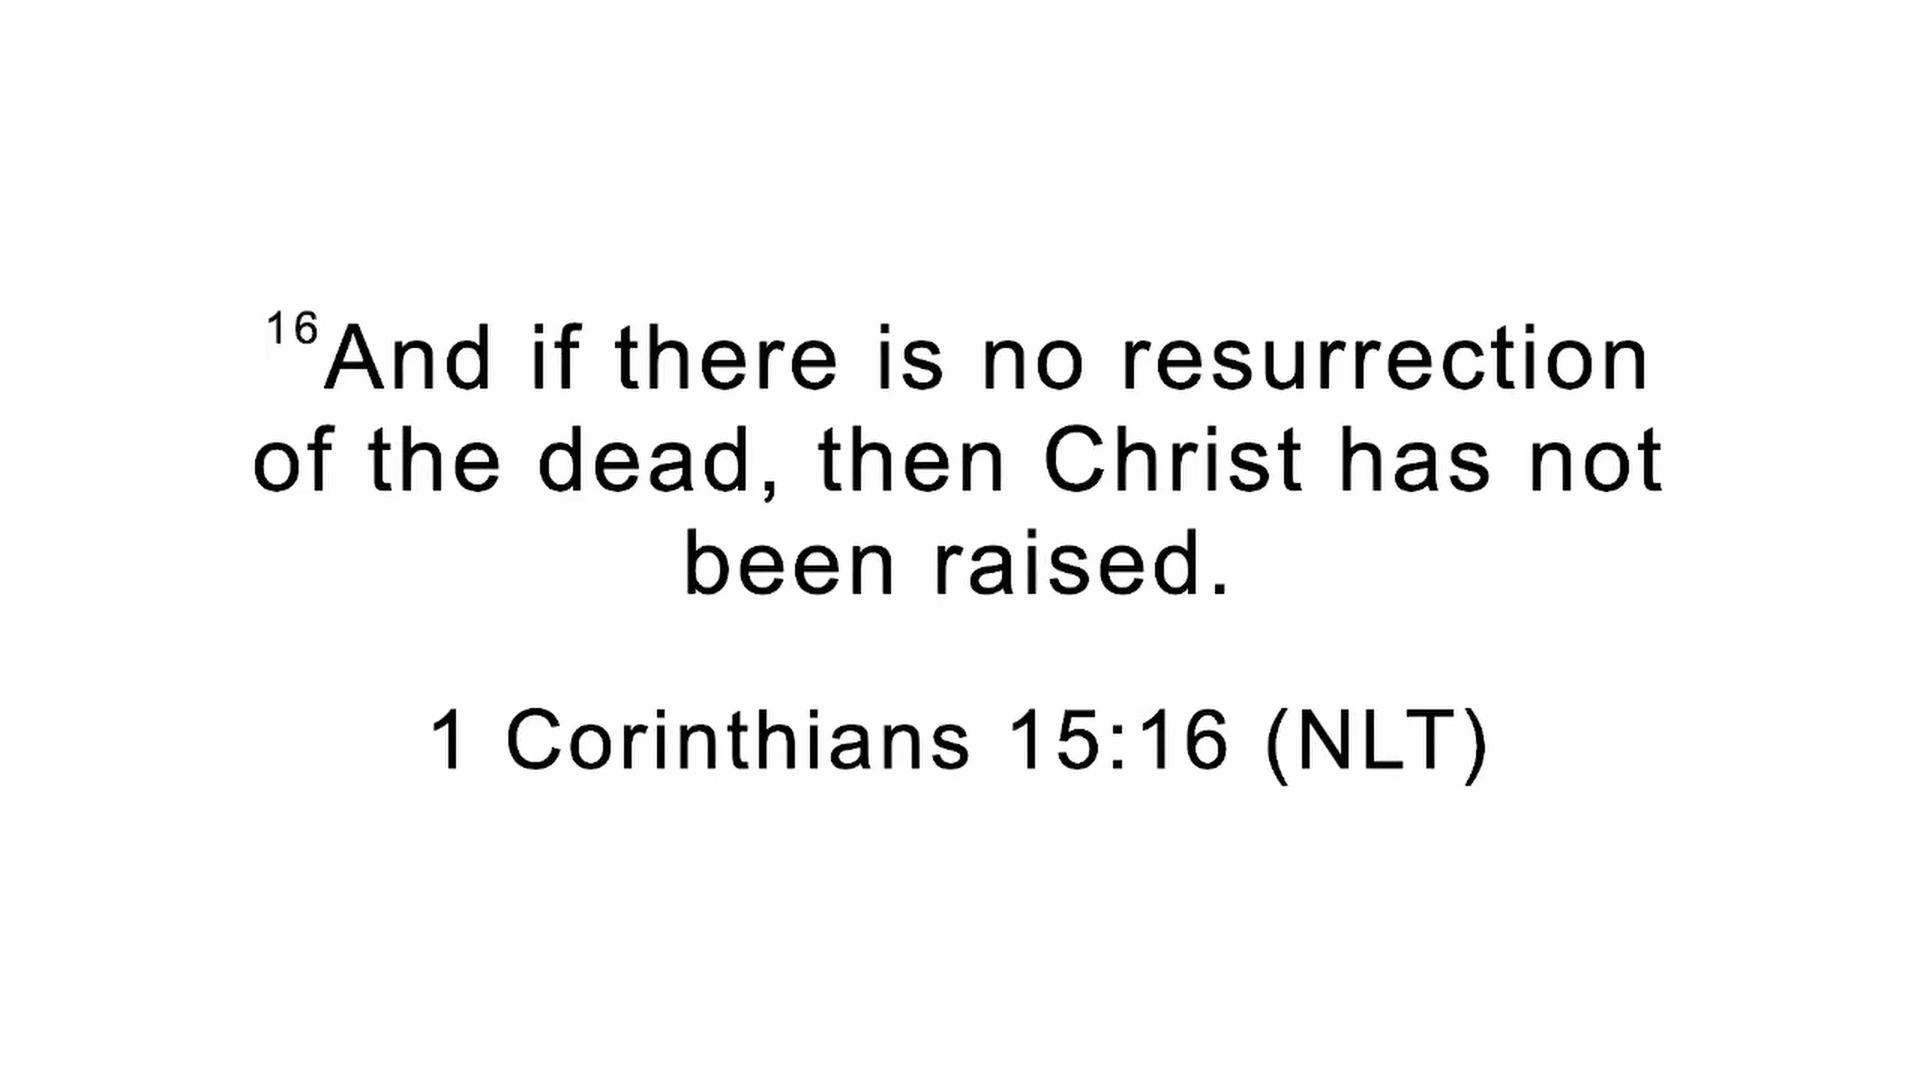 16And if there is no resurrection
of the dead, then Christ has not
been raised.
1 Corinthians 15:16 (NLT)